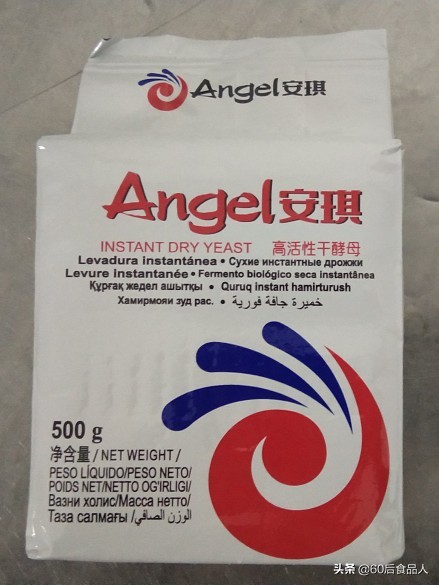 Angel安琪
Angel安琪
INSTANT DRY YEAST 高活性干酵母
Levadura instantánea • Сухие инстантные дрожжи
Levure instantanée • Fermento biológico seca instantânea
Құрғақ жедел ашытқы • Quruq instant hamirturush
Хамирмояи зуд рас. • خميرة جافة فورية
500 g
净含量 / NET WEIGHT /
PESO LÍQUIDO/PESO NETO/
POIDS NET/NETTO OG'IRLIGI/
Вазни холис/Масса нетто/
Таза салмағы /الوزن الصافي
头条 @60后食品人